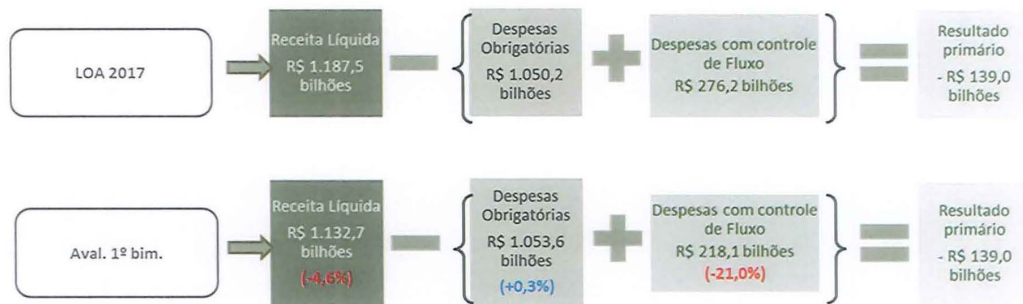 LOA 2017
Receita Líquida
R$ 1.187,5
bilhões
Despesas
Obrigatórias
R$ 1.050,2
bilhões
Despesas com controle
de Fluxo
R$ 276,2 bilhões
Resultado
primário
- R$ 139,0
bilhões
Aval. 1º bim.
Receita Líquida
R$ 1.132,7
bilhões
(-4,6%)
Despesas
Obrigatórias
R$ 1.053,6
bilhões
(+0,3%)
Despesas com controle
de Fluxo
R$ 218,1 bilhões
(-21,0%)
Resultado
primário
- R$ 139,0
bilhões